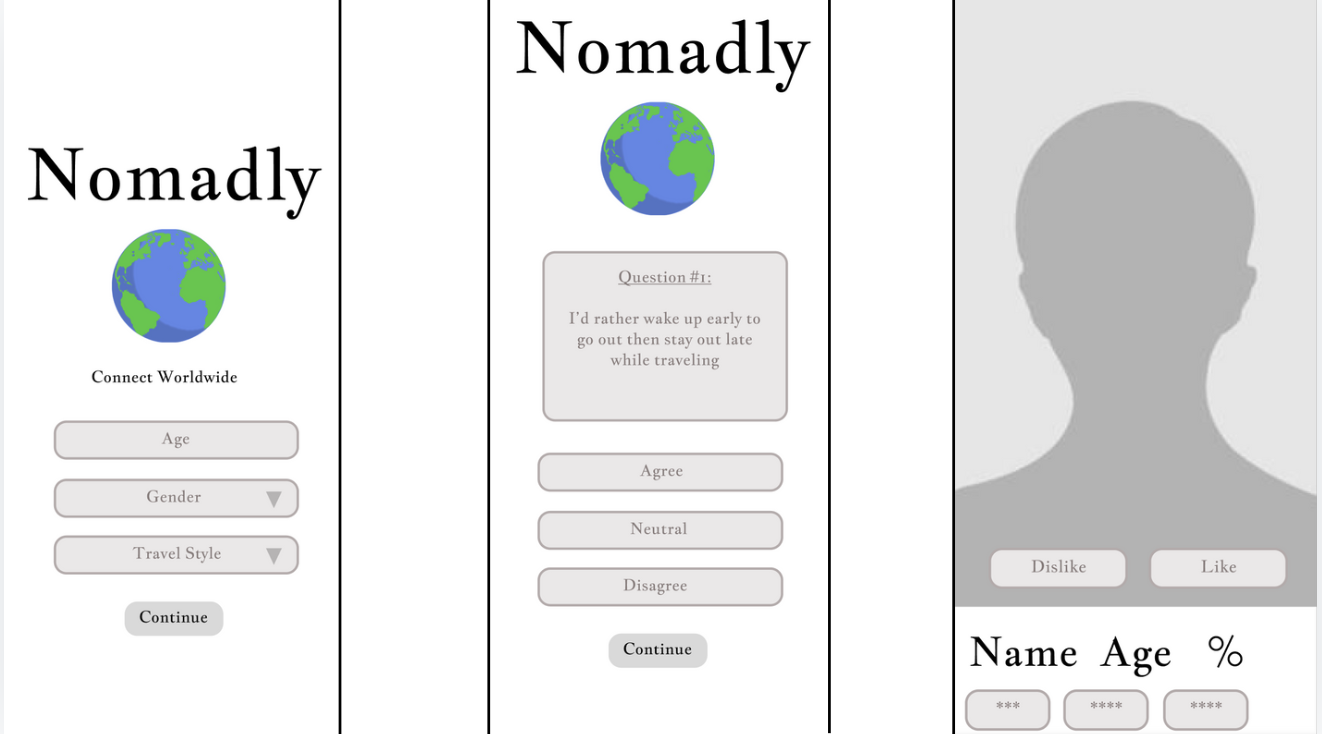 Nomadly
Connect Worldwide
Age
Gender
Travel Style
Continue
Nomadly
Question #1:
I'd rather wake up early to
go out then stay out late
while traveling
Agree
Neutral
Disagree
Continue
Dislike
Like
Name Age %
*** **** ****